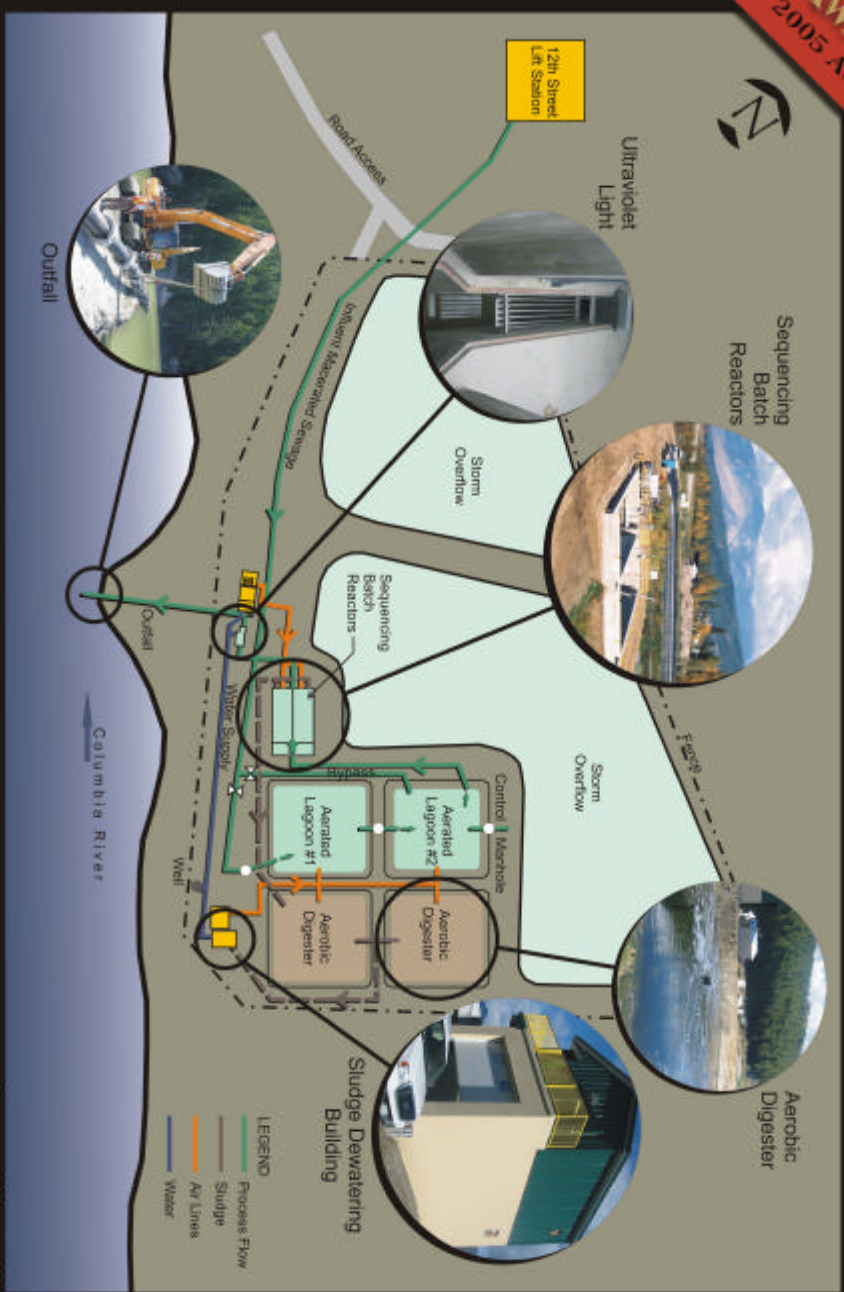 2005 A
N
12th Street
Lift Station
Road Access
Ultraviolet
Light
Sequencing
Batch
Reactors
Outfall
Influent Macerated Sewage
Storm
Overflow
Sequencing
Batch
Reactors
Storm
Overflow
Fence
Outfall
Water Supply
Bypass
Control Manhole
Columbia River
Well
Aerated
Lagoon #1
Aerated
Lagoon #2
Aerobic
Digester
Aerobic
Digester
Aerobic
Digester
Sludge Dewatering
Building
LEGEND
Process Flow
Sludge
Air Lines
Water